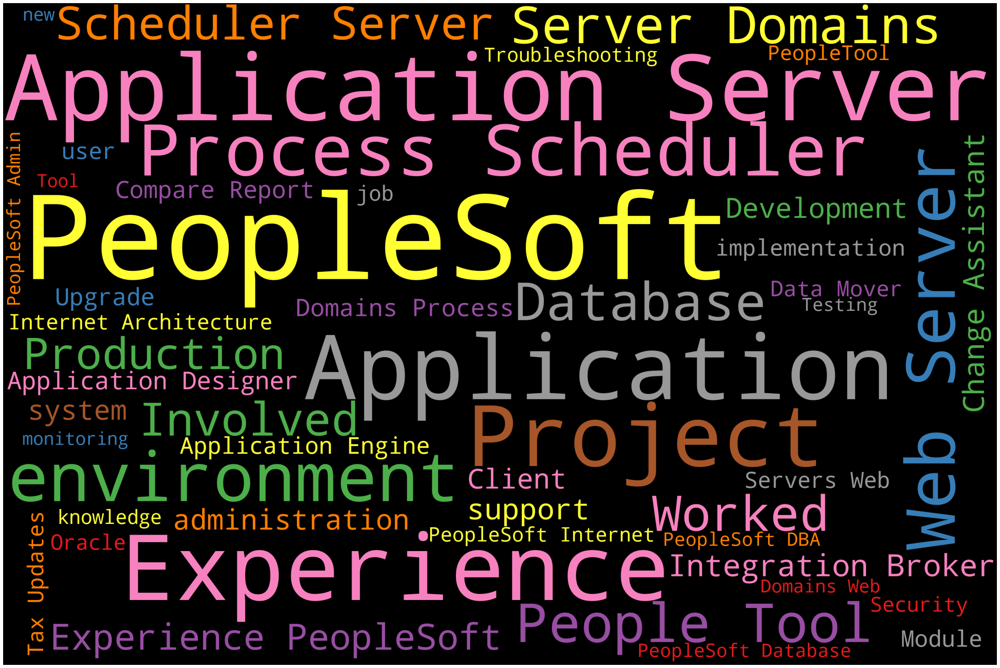 new
Scheduler Server
Server Domains
Troubleshooting
PeopleTool
Application Server
Process Scheduler
user
PeopleSoft Admin
Tool
Compare Report
job
PeopleSoft
Development
implementation
Web Server
Change Assistant
Upgrade
Domains Process
Database
Data Mover
Testing
Internet Architecture
Production
Application Designer
Application
system
Involved
monitoring
Application Engine
Project
environment
Client
Servers Web
knowledge
administration
support
Worked
Tax Updates
Oracle
Experience
PeopleSoft Internet
PeopleSoft DBA
Integration Broker
Domains Web
Security
Experience PeopleSoft
People Tool
Module
PeopleSoft Database